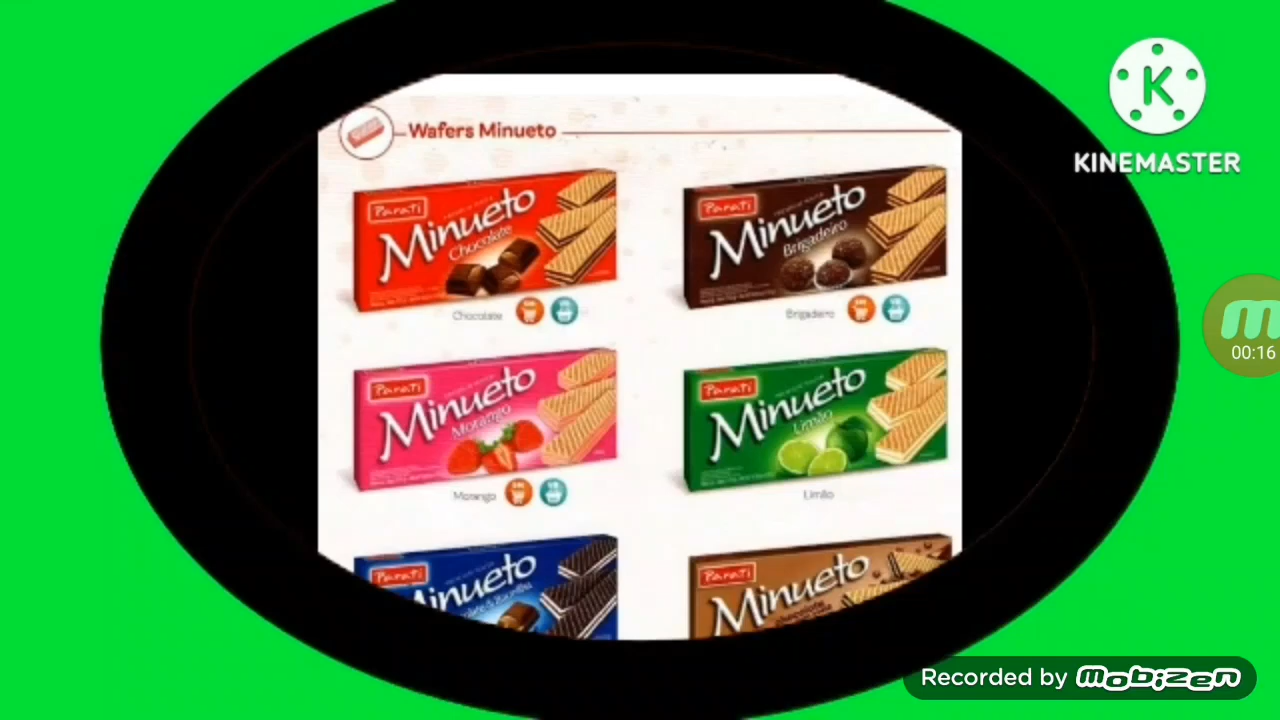 KINEMASTER
Wafers Minueto
Parati
Minueto
Chocolate
Chocolate
Parati
Minueto
Brigadeiro
Brigadeiro
00:16
Parati
Minueto
Morango
Morango
Parati
Minueto
Limão
Limão
Parati
Minueto
Parati
Minueto
chocolate
Recorded by mobizen